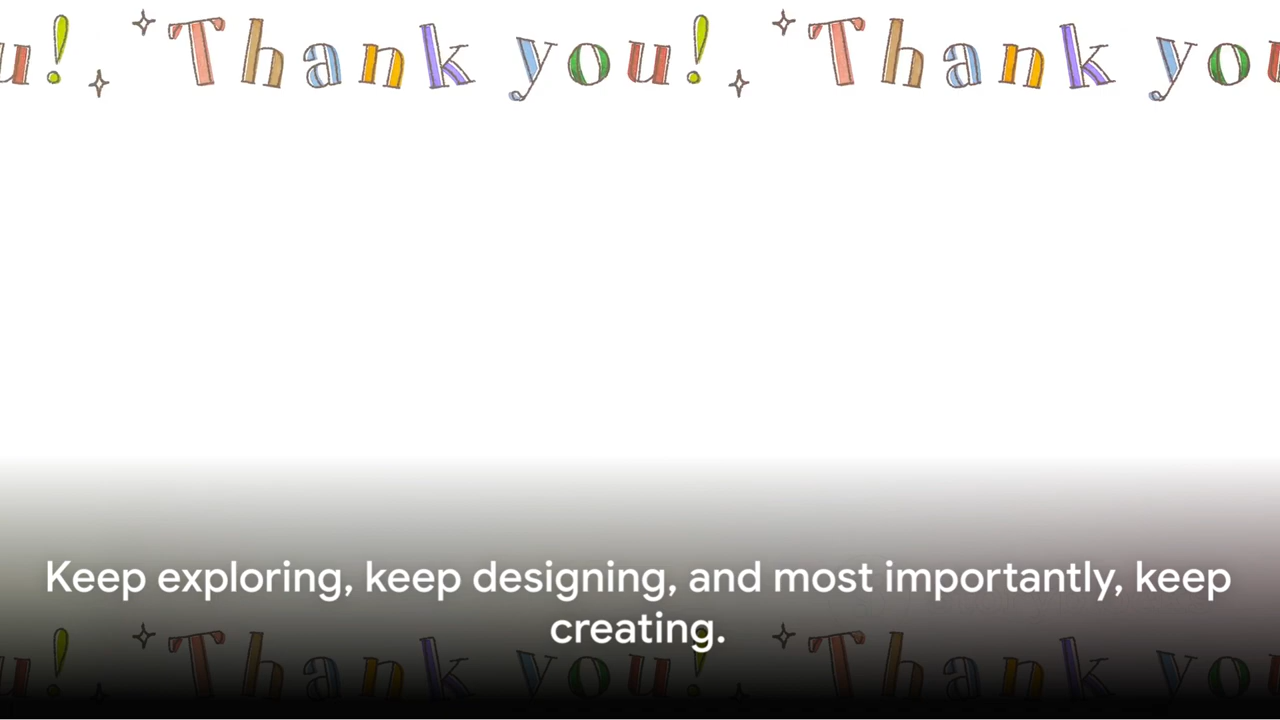 u! Thank you! Thank you
Keep exploring, keep designing, and most importantly, keep
creating.
u! Thank you! Thank you